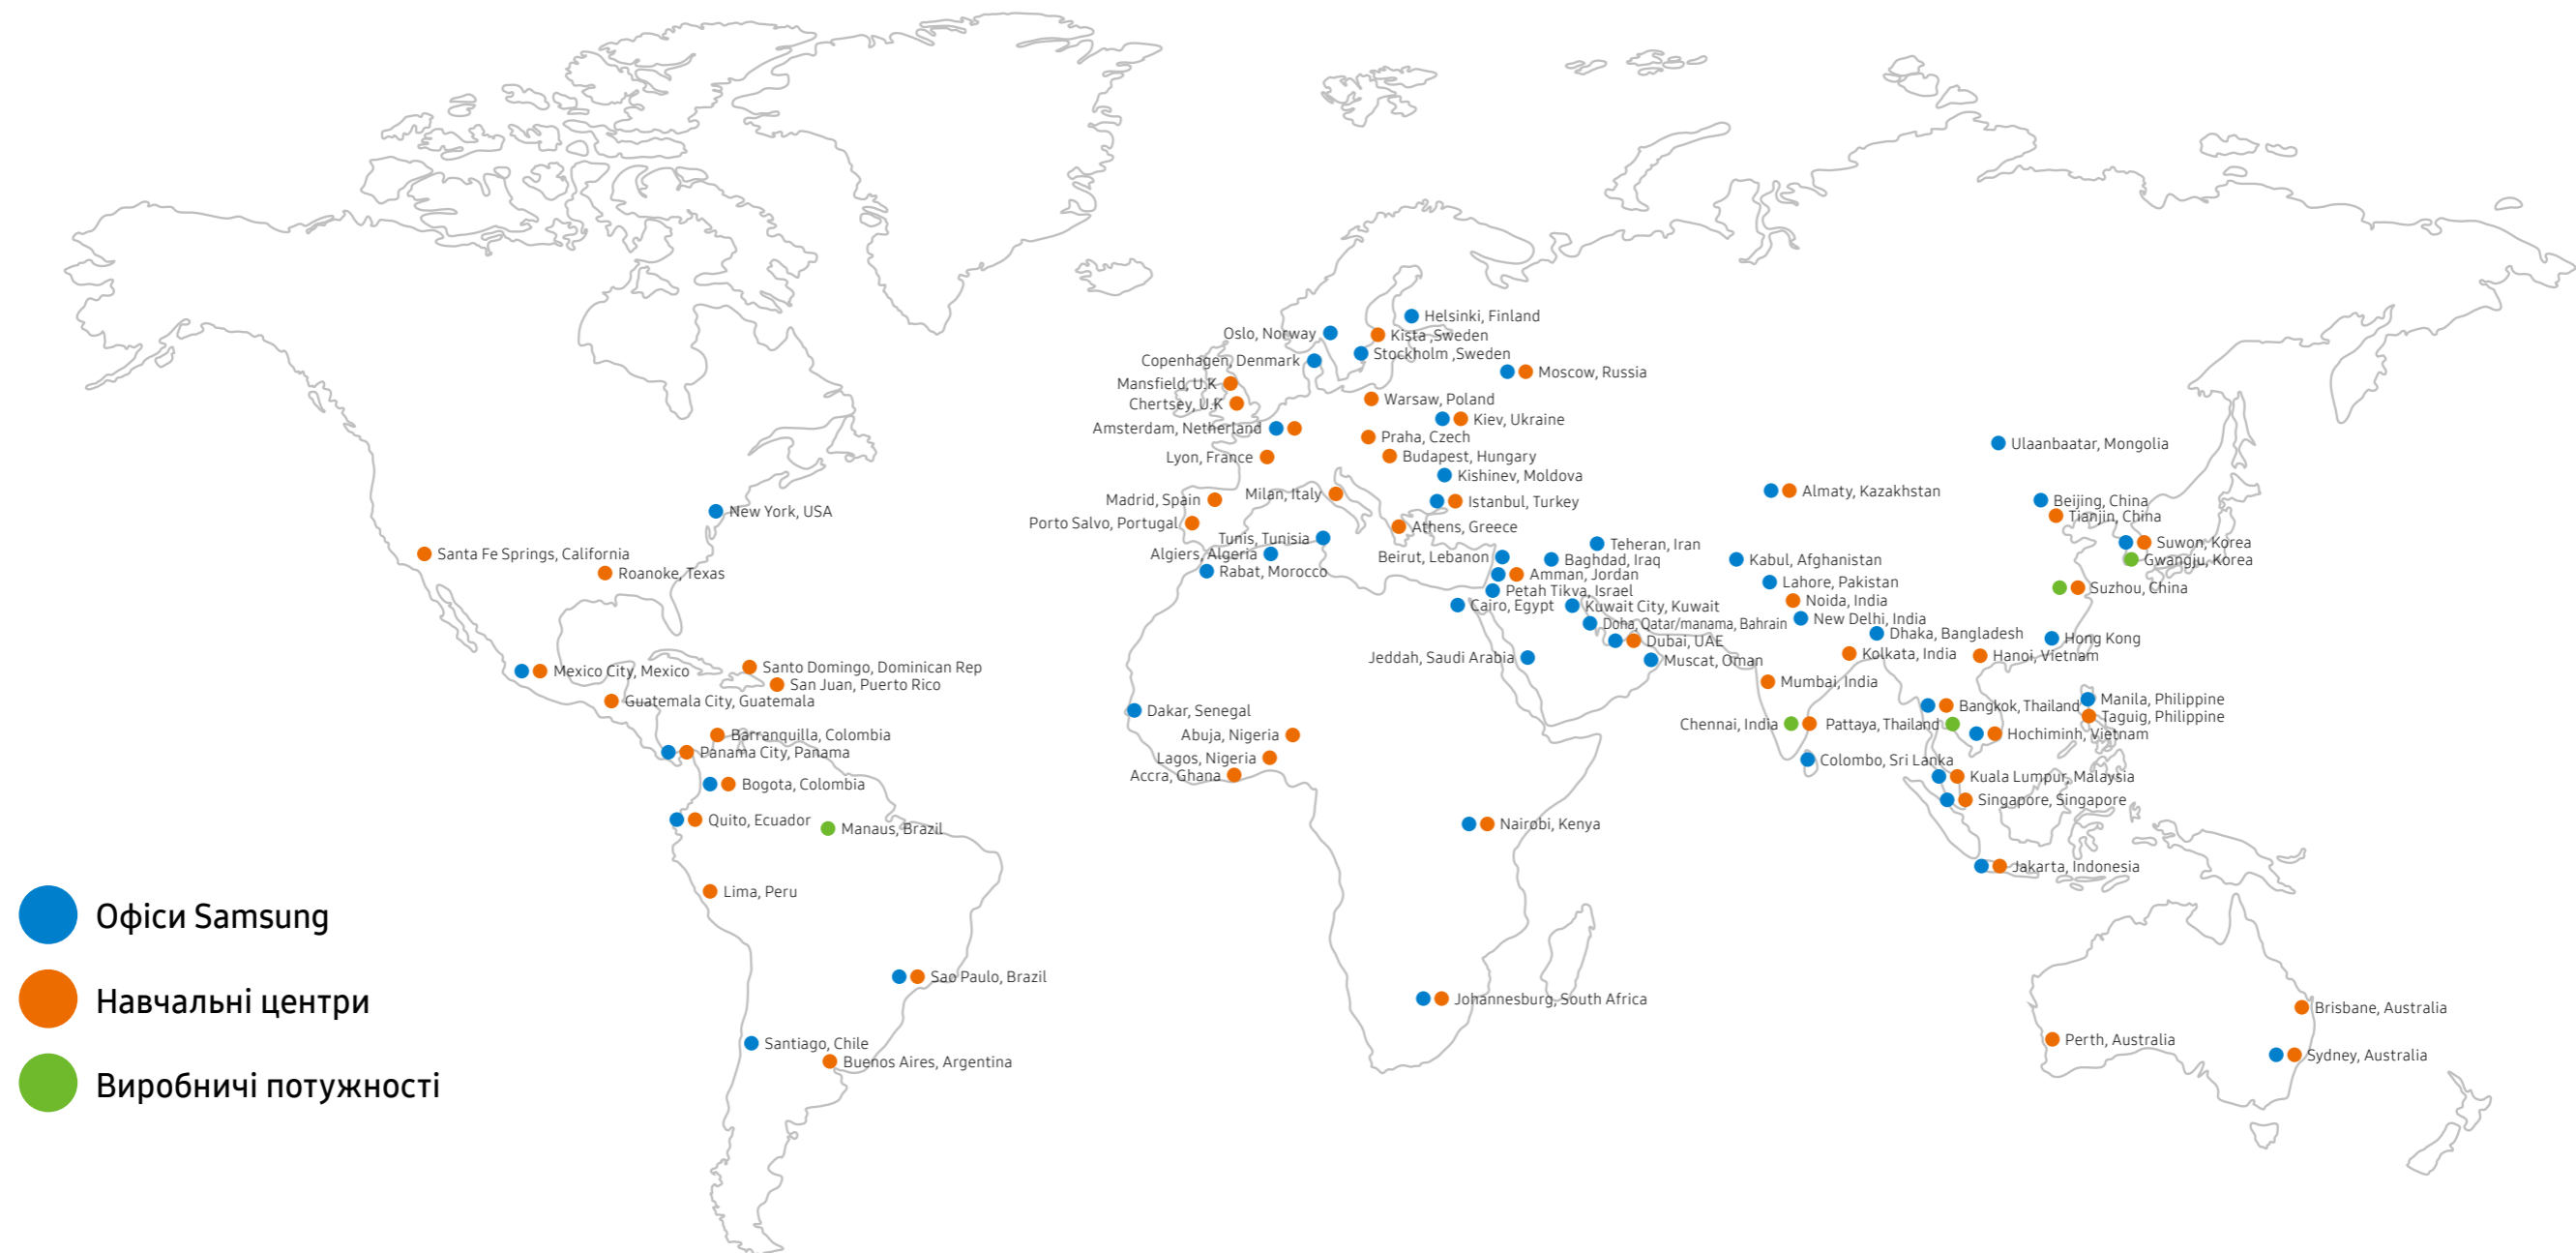 Helsinki, Finland
Oslo, Norway
Kista ,Sweden
Stockholm ,Sweden
Copenhagen, Denmark
Moscow, Russia
Mansfield, U.K
Warsaw, Poland
Chertsey, U.K
Kiev, Ukraine
Amsterdam, Netherland
Praha, Czech
Ulaanbaatar, Mongolia
Lyon, France
Budapest, Hungary
Kishinev, Moldova
Almaty, Kazakhstan
Milan, Italy
Madrid, Spain
Istanbul, Turkey
Beijing, China
New York, USA
Tianjin, China
Porto Salvo, Portugal
Athens, Greece
Tunis, Tunisia
Teheran, Iran
Suwon, Korea
Santa Fe Springs, California
Algiers, Algeria
Beirut, Lebanon
Baghdad, Iraq
Kabul, Afghanistan
Gwangju, Korea
Roanoke, Texas
Rabat, Morocco
Amman, Jordan
Lahore, Pakistan
Suzhou, China
Petah Tikva, Israel
Noida, India
Cairo, Egypt
Kuwait City, Kuwait
New Delhi, India
Doha, Qatar/manama, Bahrain
Dhaka, Bangladesh
Hong Kong
Dubai, UAE
Kolkata, India
Hanoi, Vietnam
Jeddah, Saudi Arabia
Muscat, Oman
Santo Domingo, Dominican Rep
Mexico City, Mexico
San Juan, Puerto Rico
Mumbai, India
Guatemala City, Guatemala
Manila, Philippine
Dakar, Senegal
Bangkok, Thailand
Taguig, Philippine
Chennai, India
Pattaya, Thailand
Barranquilla, Colombia
Abuja, Nigeria
Hochiminh, Vietnam
Panama City, Panama
Lagos, Nigeria
Colombo, Sri Lanka
Accra, Ghana
Kuala Lumpur, Malaysia
Bogota, Colombia
Singapore, Singapore
Quito, Ecuador
Manaus, Brazil
Nairobi, Kenya
Jakarta, Indonesia
Lima, Peru
Офіси Samsung
Sao Paulo, Brazil
Навчальні центри
Johannesburg, South Africa
Brisbane, Australia
Perth, Australia
Santiago, Chile
Sydney, Australia
Buenos Aires, Argentina
Виробничі потужності